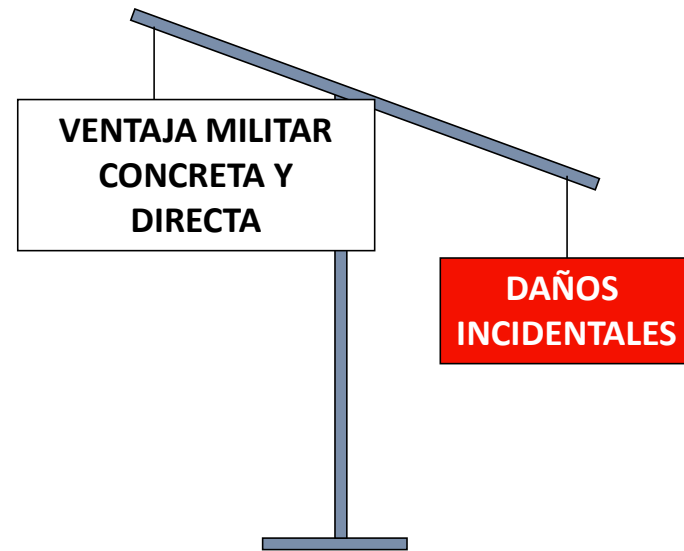 VENTAJA MILITAR
CONCRETA Y
DIRECTA
DAÑOS
INCIDENTALES